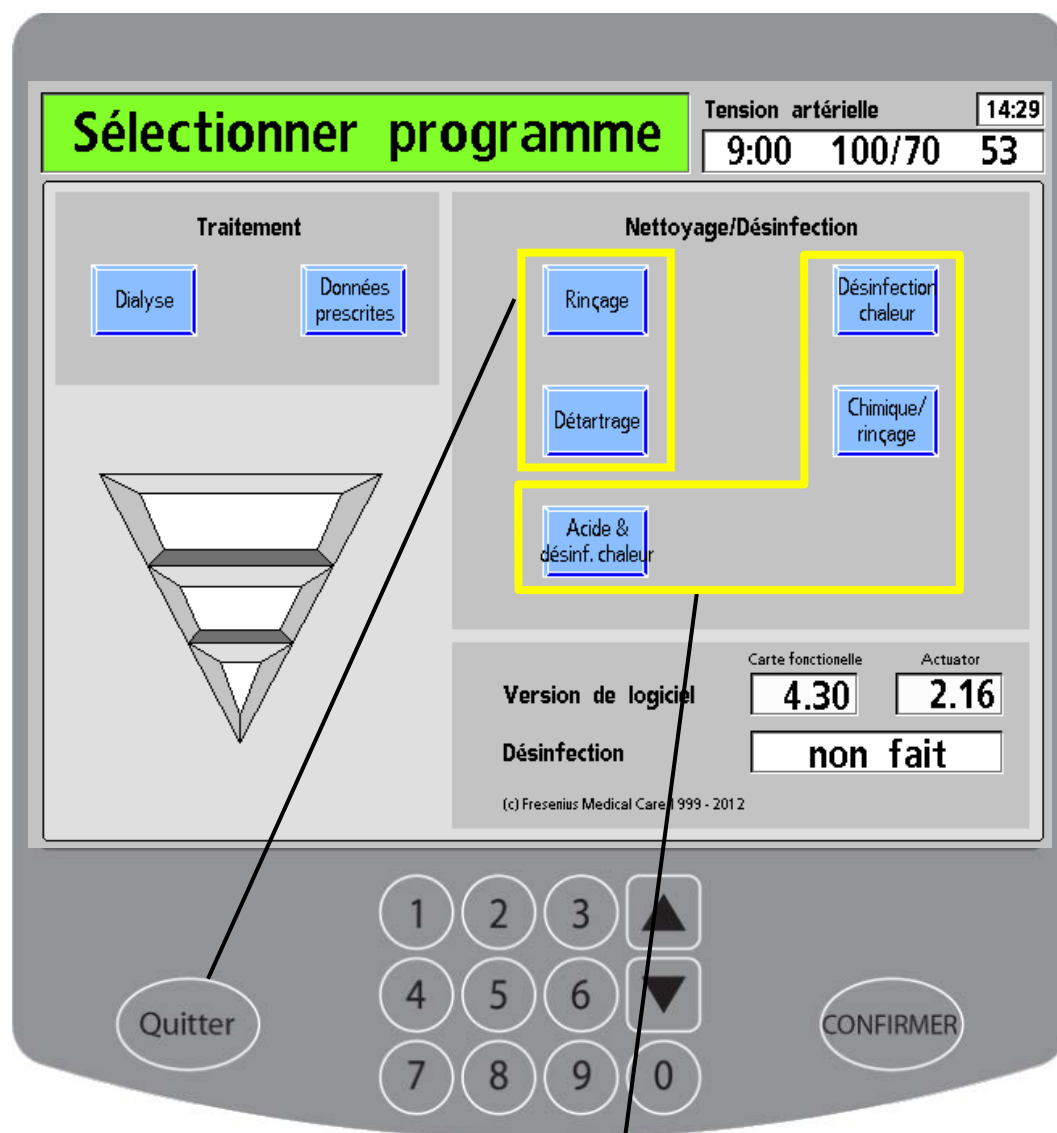 Sélectionner programme
Tension artérielle
14:29
9:00 100/70 53
Traitement
Dialyse
Données
prescrites
Nettoyage/Désinfection
Rinçage
Désinfection
chaleur
Détartrage
Chimique/
rinçage
Acide &
désinf. chaleur
Carte fonctionelle
Actuator
Version de logiciel
4.30
2.16
Désinfection
non fait
(c) Fresenius Medical Care 1999 - 2012
1 2 3
4 5 6
7 8 9 0
Quitter
CONFIRMER